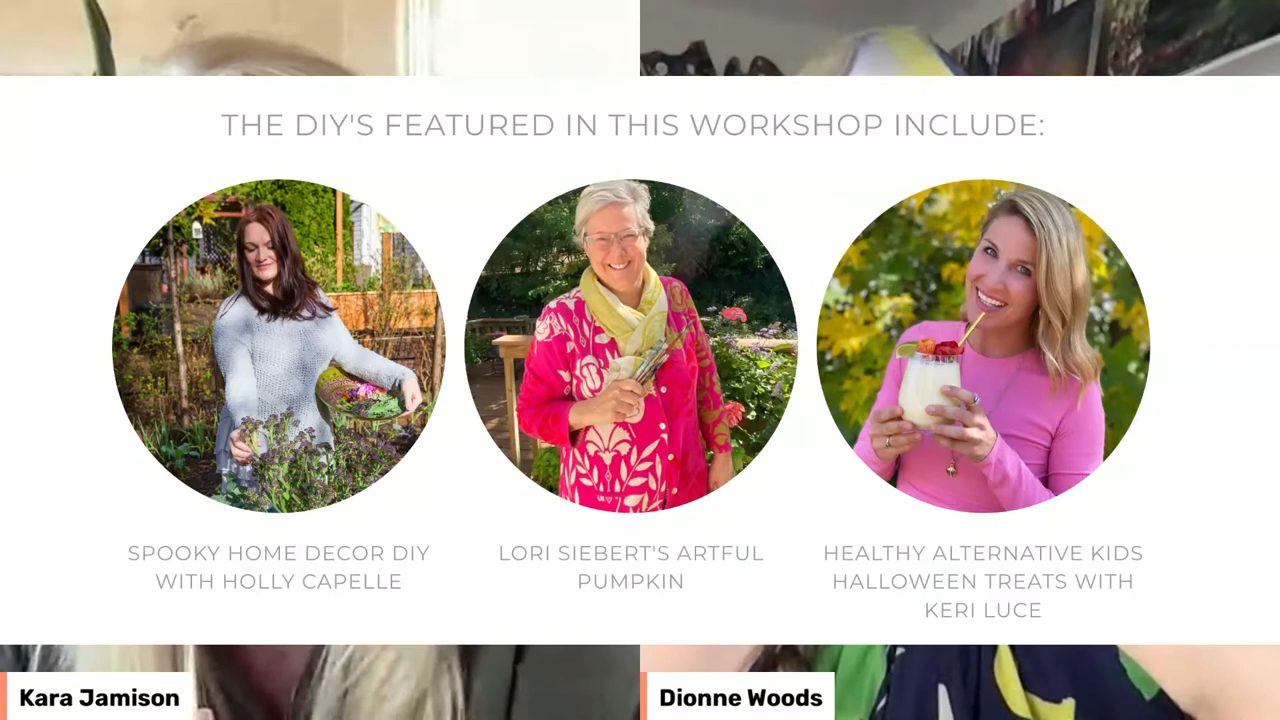 THE DIY'S FEATURED IN THIS WORKSHOP INCLUDE:
SPOOKY HOME DECOR DIY
WITH HOLLY CAPELLE
LORI SIEBERT'S ARTFUL
PUMPKIN
HEALTHY ALTERNATIVE KIDS
HALLOWEEN TREATS WITH
KERI LUCE
Kara Jamison
Dionne Woods